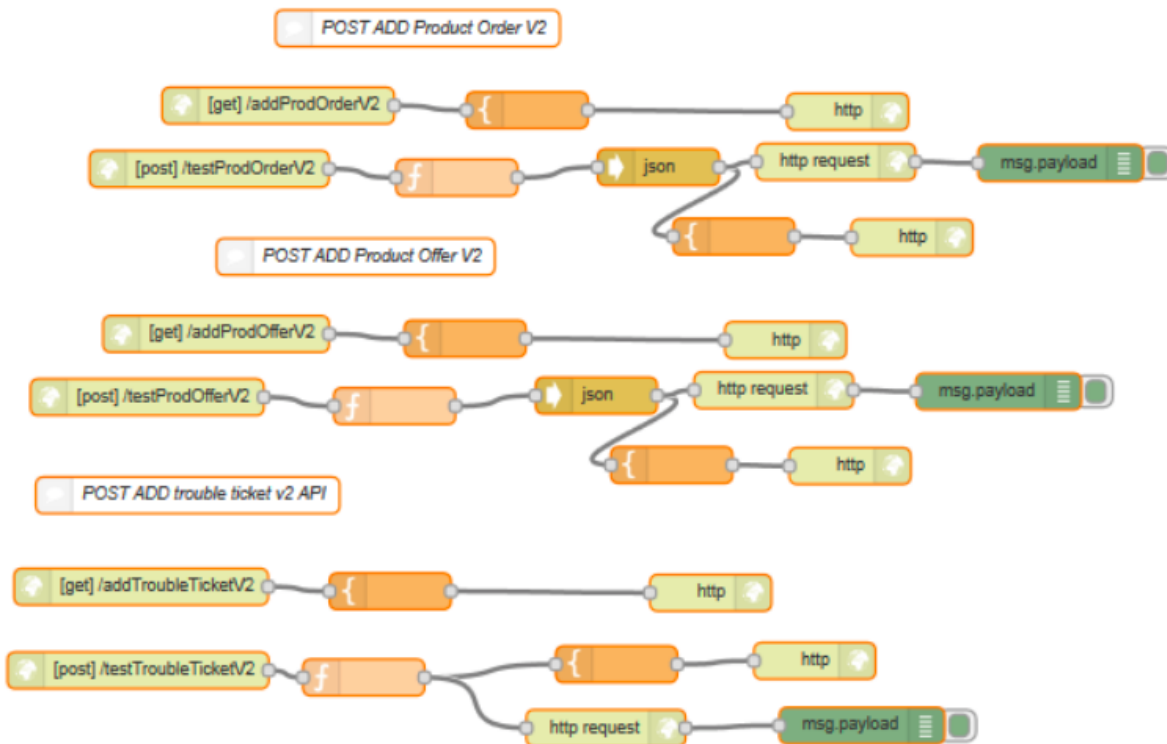 POST ADD Product Order V2
[get] /addProdOrderV2
{
http
[post] /testProdOrderV2
f
json
http request
msg.payload
{
http
POST ADD Product Offer V2
[get] /addProdOfferV2
{
http
[post] /testProdOfferV2
f
json
http request
msg.payload
{
http
POST ADD trouble ticket v2 API
[get] /addTroubleTicketV2
{
http
[post] /testTroubleTicketV2
f
{
http
http request
msg.payload